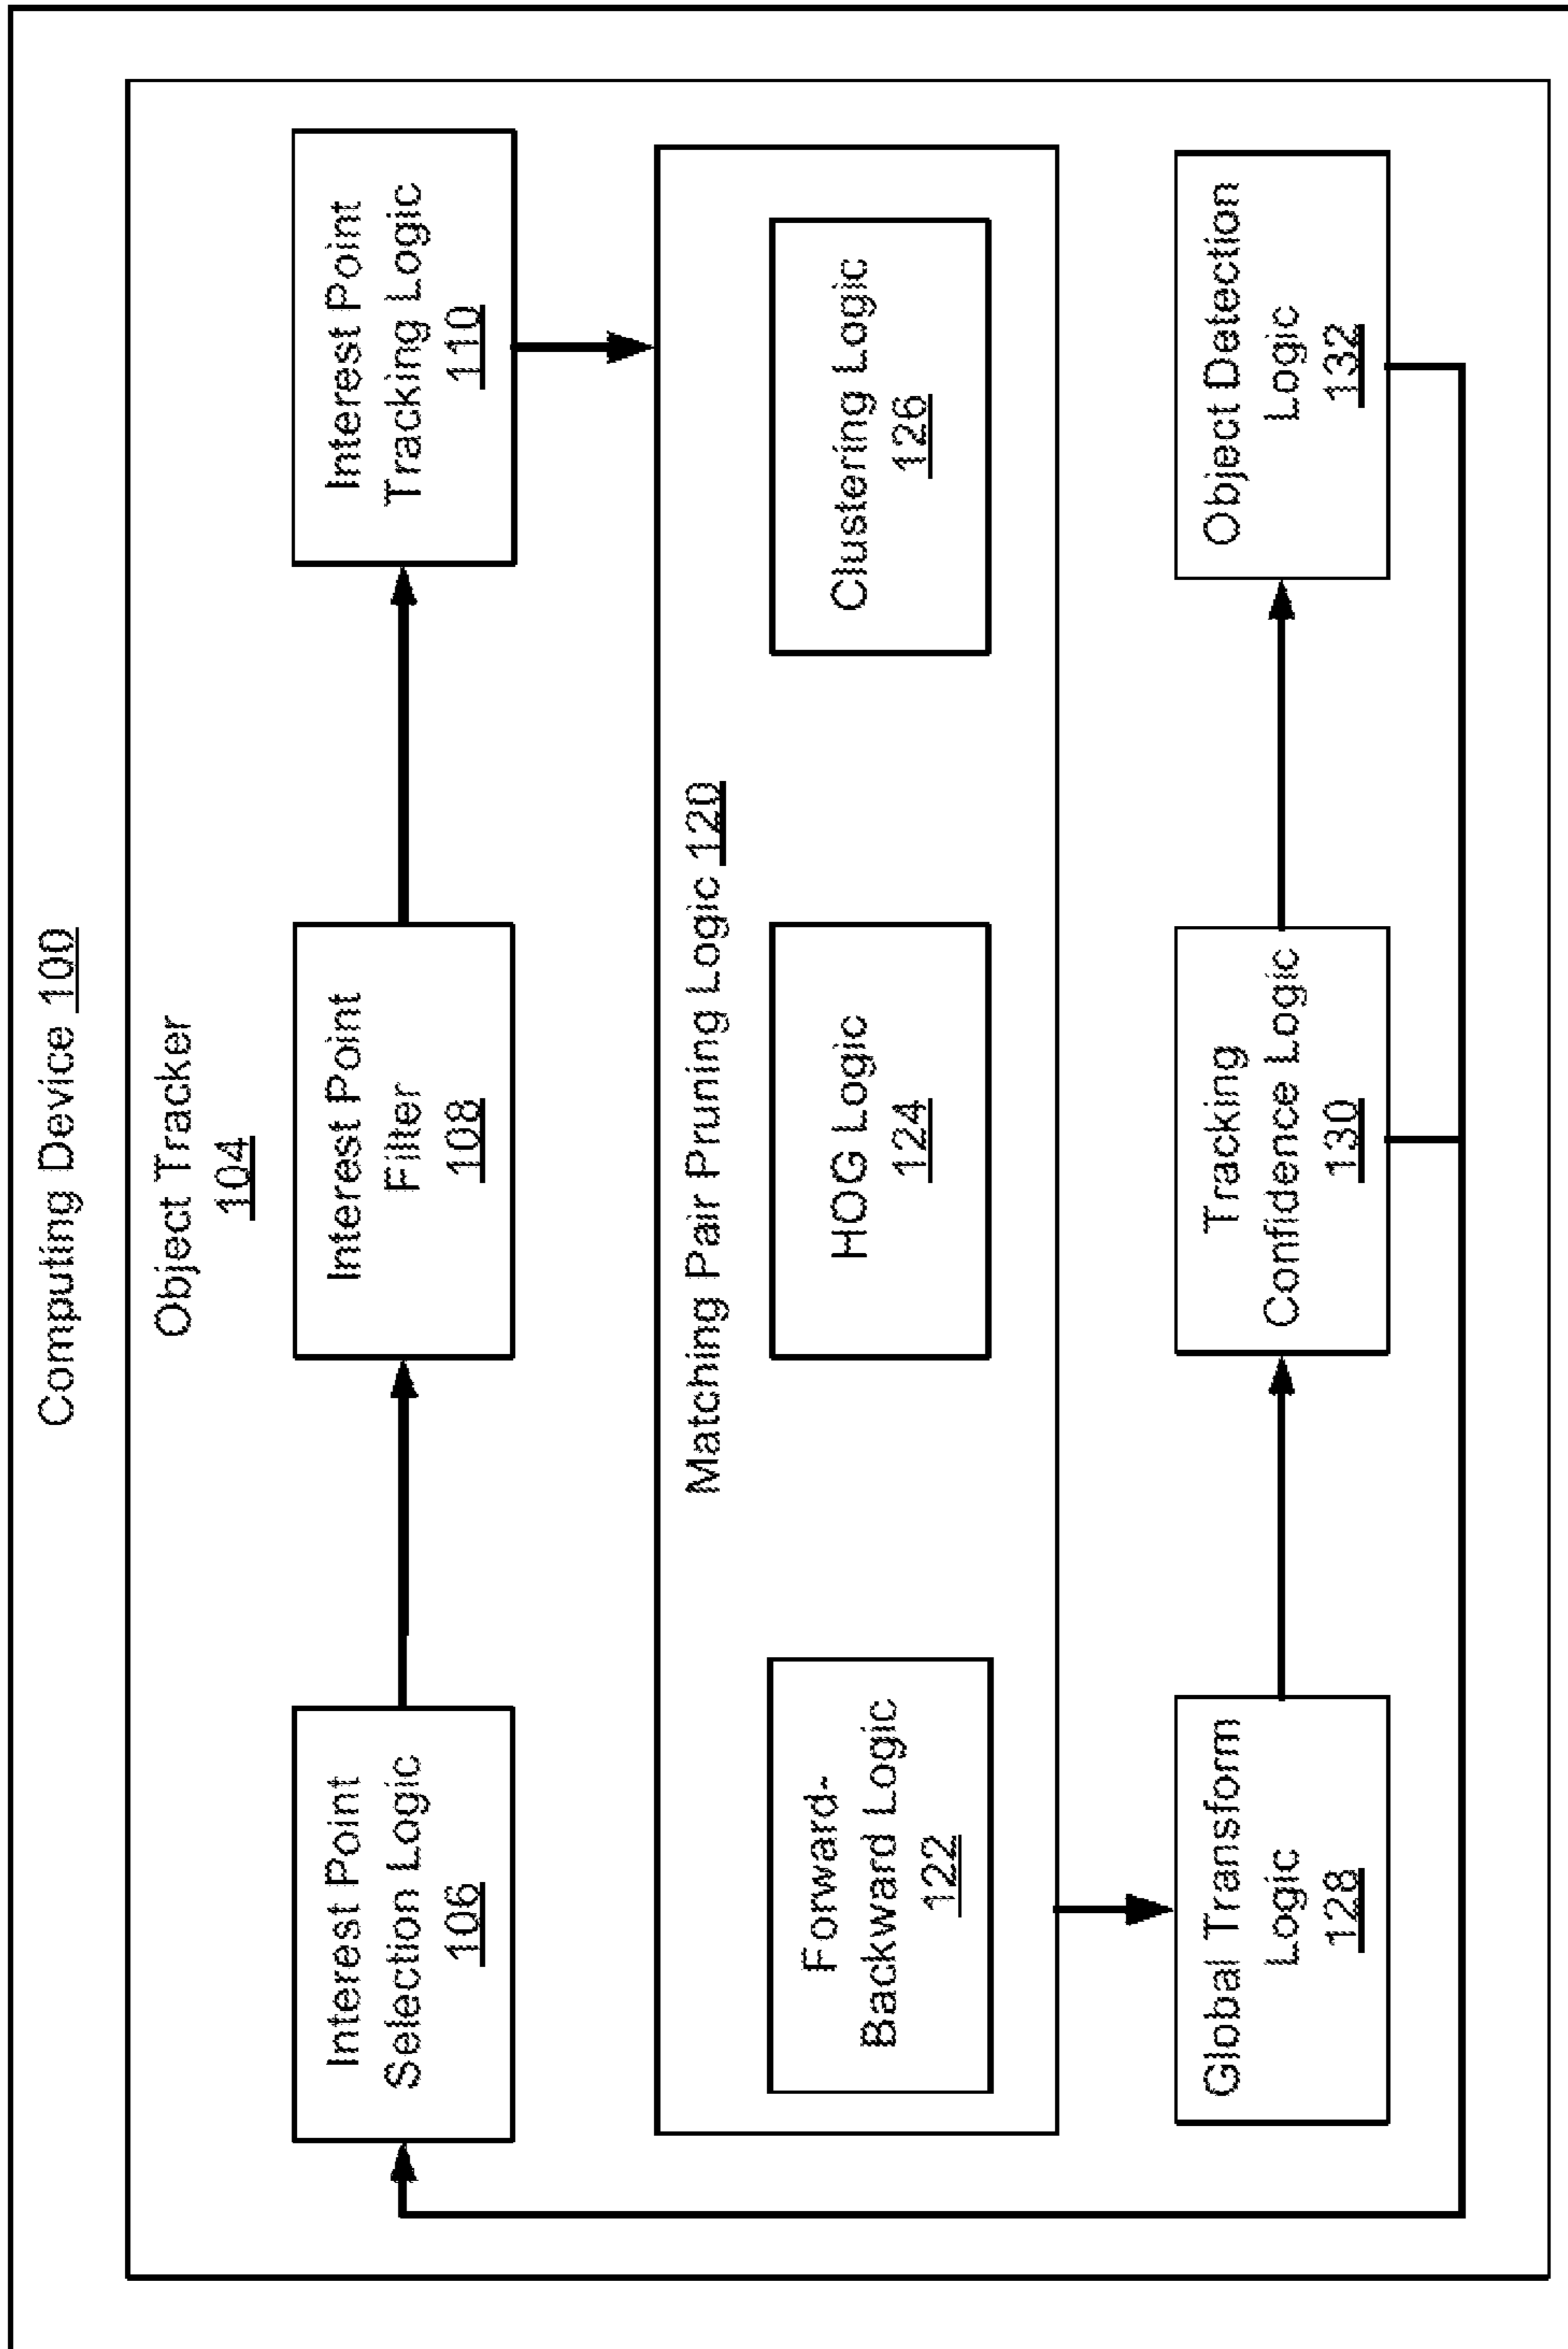 Computing Device 100
Object Tracker
104
Interest Point
Selection Logic
106
Interest Point
Filter
108
Interest Point
Tracking Logic
110
Matching Pair Pruning Logic 120
Forward-
Backward Logic
122
HOG Logic
124
Clustering Logic
126
Global Transform
Logic
128
Tracking
Confidence Logic
130
Object Detection
Logic
132